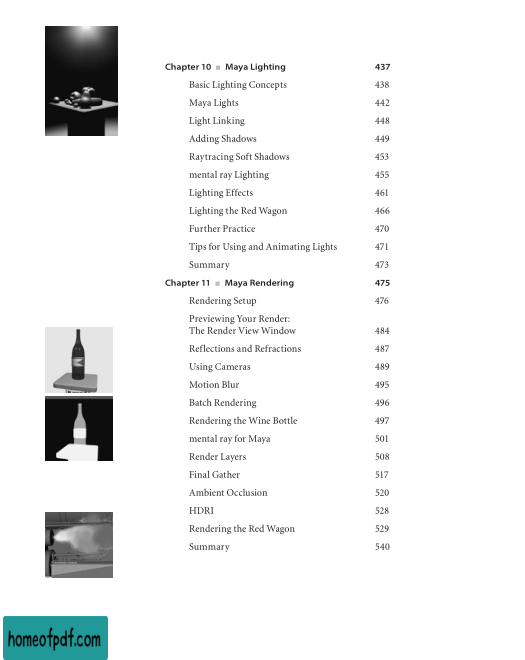 Chapter 10 ■ Maya Lighting 437
Basic Lighting Concepts 438
Maya Lights 442
Light Linking 448
Adding Shadows 449
Raytracing Soft Shadows 453
mental ray Lighting 455
Lighting Effects 461
Lighting the Red Wagon 466
Further Practice 470
Tips for Using and Animating Lights 471
Summary 473
Chapter 11 ■ Maya Rendering 475
Rendering Setup 476
Previewing Your Render:
The Render View Window 484
Reflections and Refractions 487
Using Cameras 489
Motion Blur 495
Batch Rendering 496
Rendering the Wine Bottle 497
mental ray for Maya 501
Render Layers 508
Final Gather 517
Ambient Occlusion 520
HDRI 528
Rendering the Red Wagon 529
Summary 540
homeofpdf.com